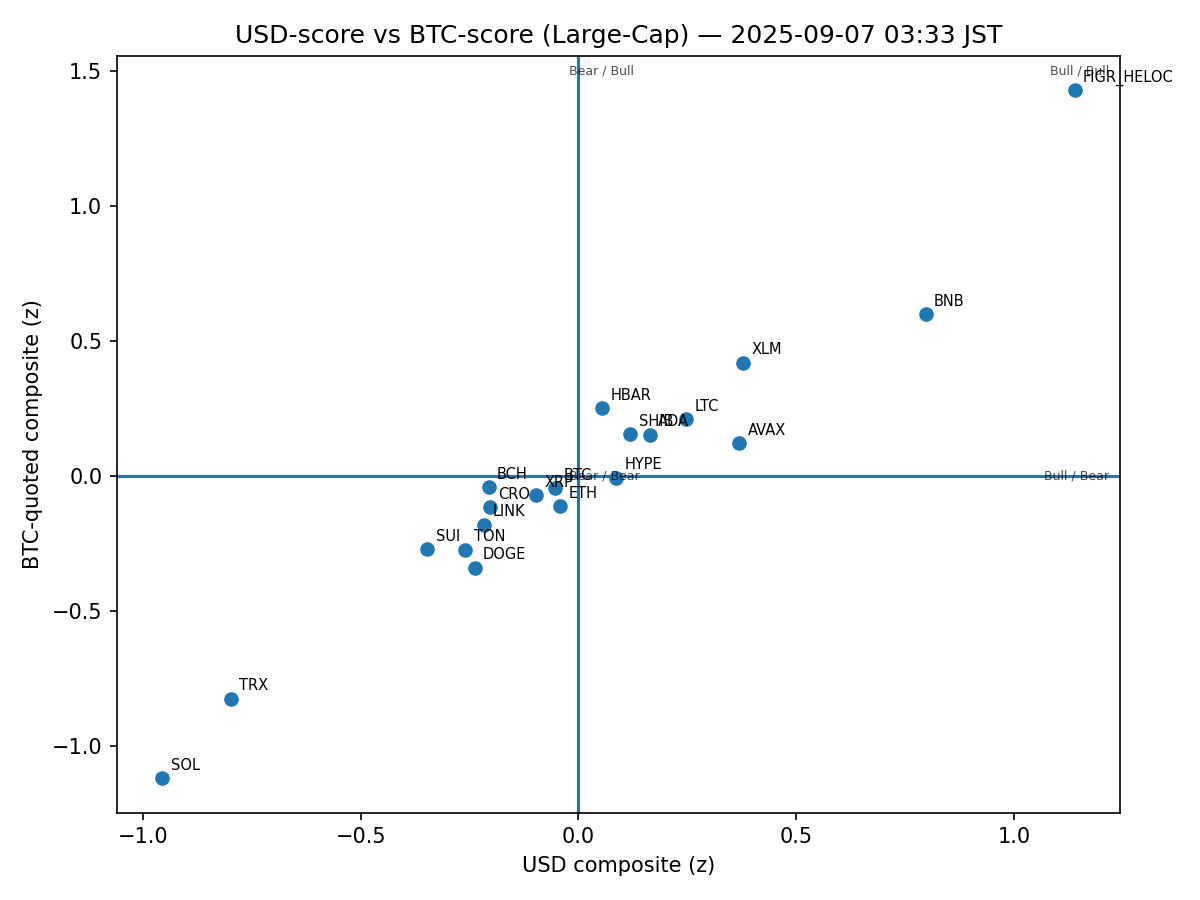 USD-score vs BTC-score (Large-Cap) — 2025-09-07 03:33 JST
Bear / Bull
Bull / Bull
FIGR_HELOC
BNB
XLM
HBAR
LTC
SHIB
ADA
AVAX
HYPE
BCH
BTC
Bear / Bear
Bull / Bear
XRP
CRO
ETH
LINK
SUI
TON
DOGE
TRX
SOL
1.5
1.0
0.5
0.0
−0.5
−1.0
BTC-quoted composite (z)
−1.0
−0.5
0.0
0.5
1.0
USD composite (z)